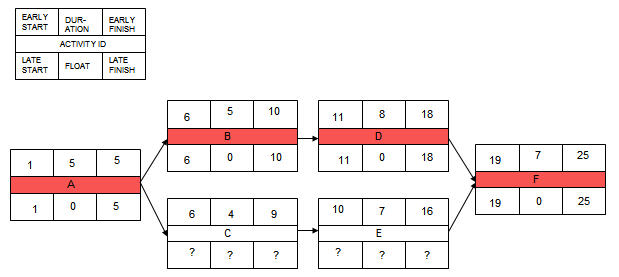 EARLY START DUR-ATION EARLY FINISH
ACTIVITY ID
LATE START FLOAT LATE FINISH
6 5 10
B
6 0 10
11 8 18
D
11 0 18
1 5 5
A
1 0 5
19 7 25
F
19 0 25
6 4 9
C
? ? ?
10 7 16
E
? ? ?